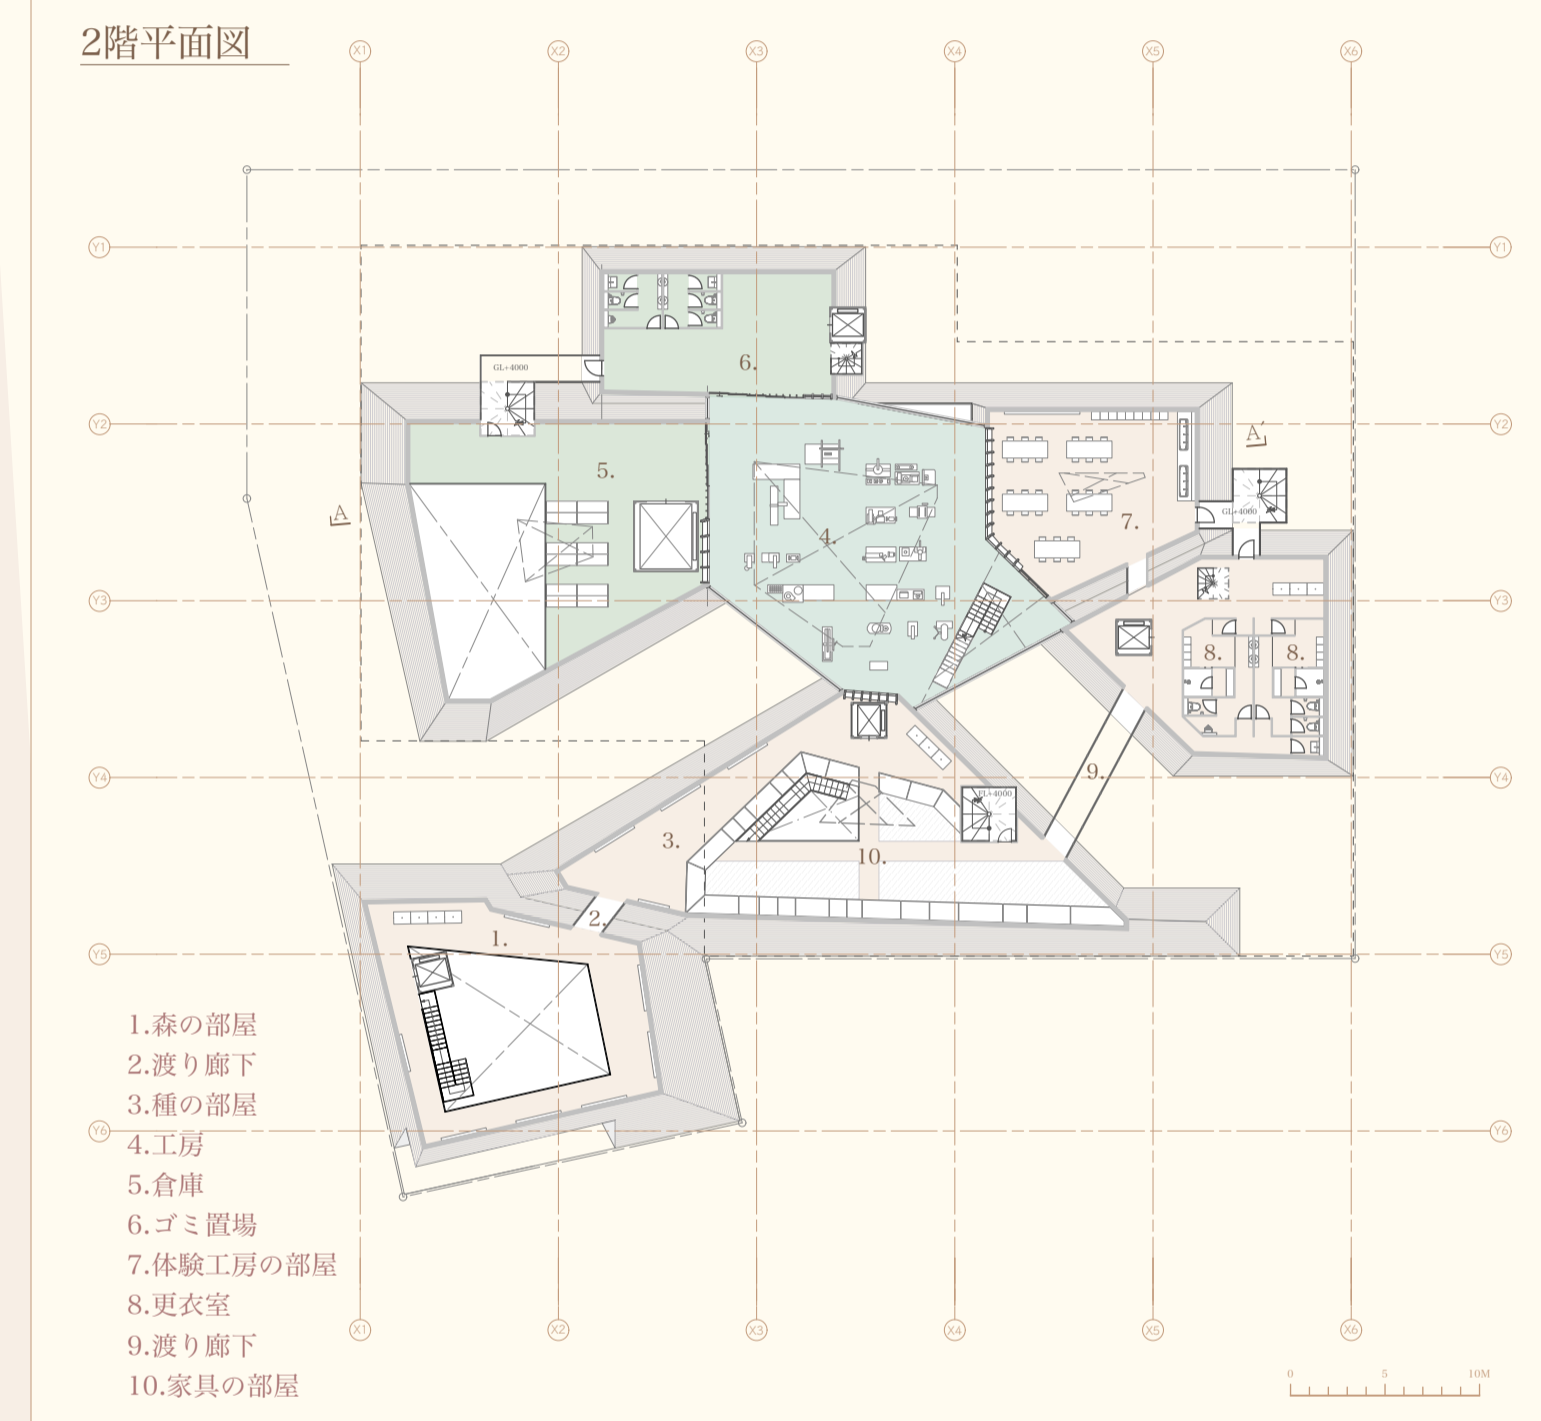 2階平面図
X1 X2 X3 X4 X5 X6
Y1 Y1
GL+4000
6.
Y2 Y2
A´
5.
A
GL+4000
7.
4.
Y3 Y3
8. 8.
9.
Y4 Y4
FL+4000
3.
10.
2.
1.
Y5 Y5
1.森の部屋
2.渡り廊下
3.種の部屋
Y6 Y6
4.工房
5.倉庫
6.ゴミ置場
7.体験工房の部屋
8.更衣室
9.渡り廊下
10.家具の部屋
X1 X2 X3 X4 X5 X6
0 5 10M